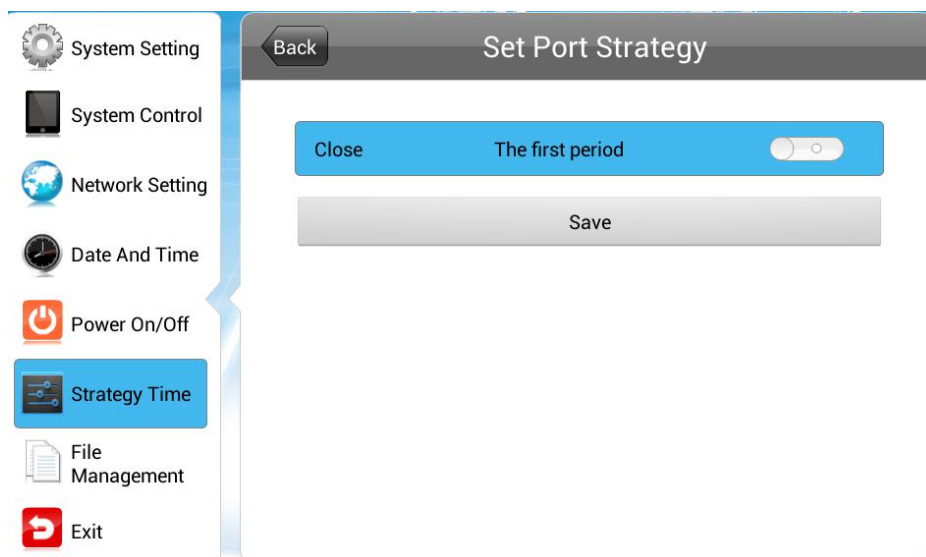 System Setting
System Control
Network Setting
Date And Time
Power On/Off
Strategy Time
File
Management
Exit
Back
Set Port Strategy
Close The first period
Save